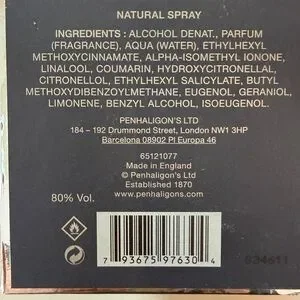 NATURAL SPRAY
INGREDIENTS : ALCOHOL DENAT., PARFUM
(FRAGRANCE), AQUA (WATER), ETHYLHEXYL
METHOXYCINNAMATE, ALPHA-ISOMETHYL IONONE,
LINALOOL, COUMARIN, HYDROXYCITRONELLAL,
CITRONELLOL, ETHYLHEXYL SALICYLATE, BUTYL
METHOXYDIBENZOYLMETHANE, EUGENOL, GERANIOL,
LIMONENE, BENZYL ALCOHOL, ISOEUGENOL.
PENHALIGON'S LTD
184 – 192 Drummond Street, London NW1 3HP
Barcelona 08902 Pl Europa 46
65121077
Made in England
© Penhaligon's Ltd
Established 1870
www.penhaligons.com
80% Vol.
7 93675 97630 4